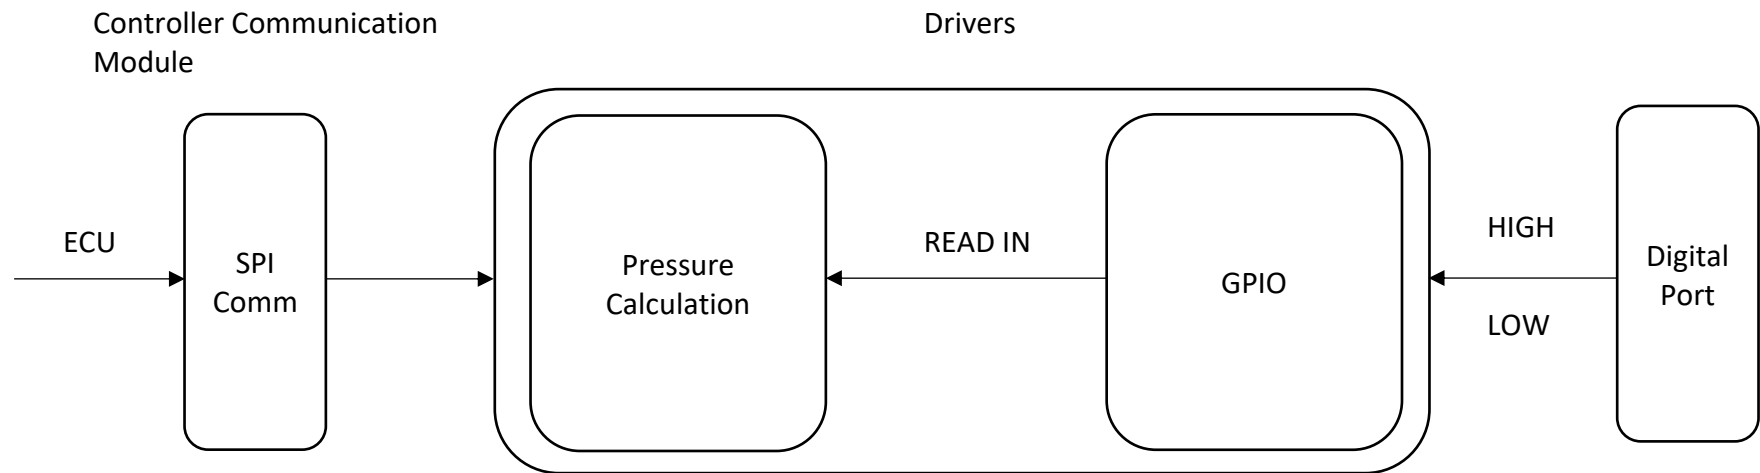 Controller Communication
Module
Drivers
ECU
SPI
Comm
Pressure
Calculation
READ IN
GPIO
HIGH
LOW
Digital
Port